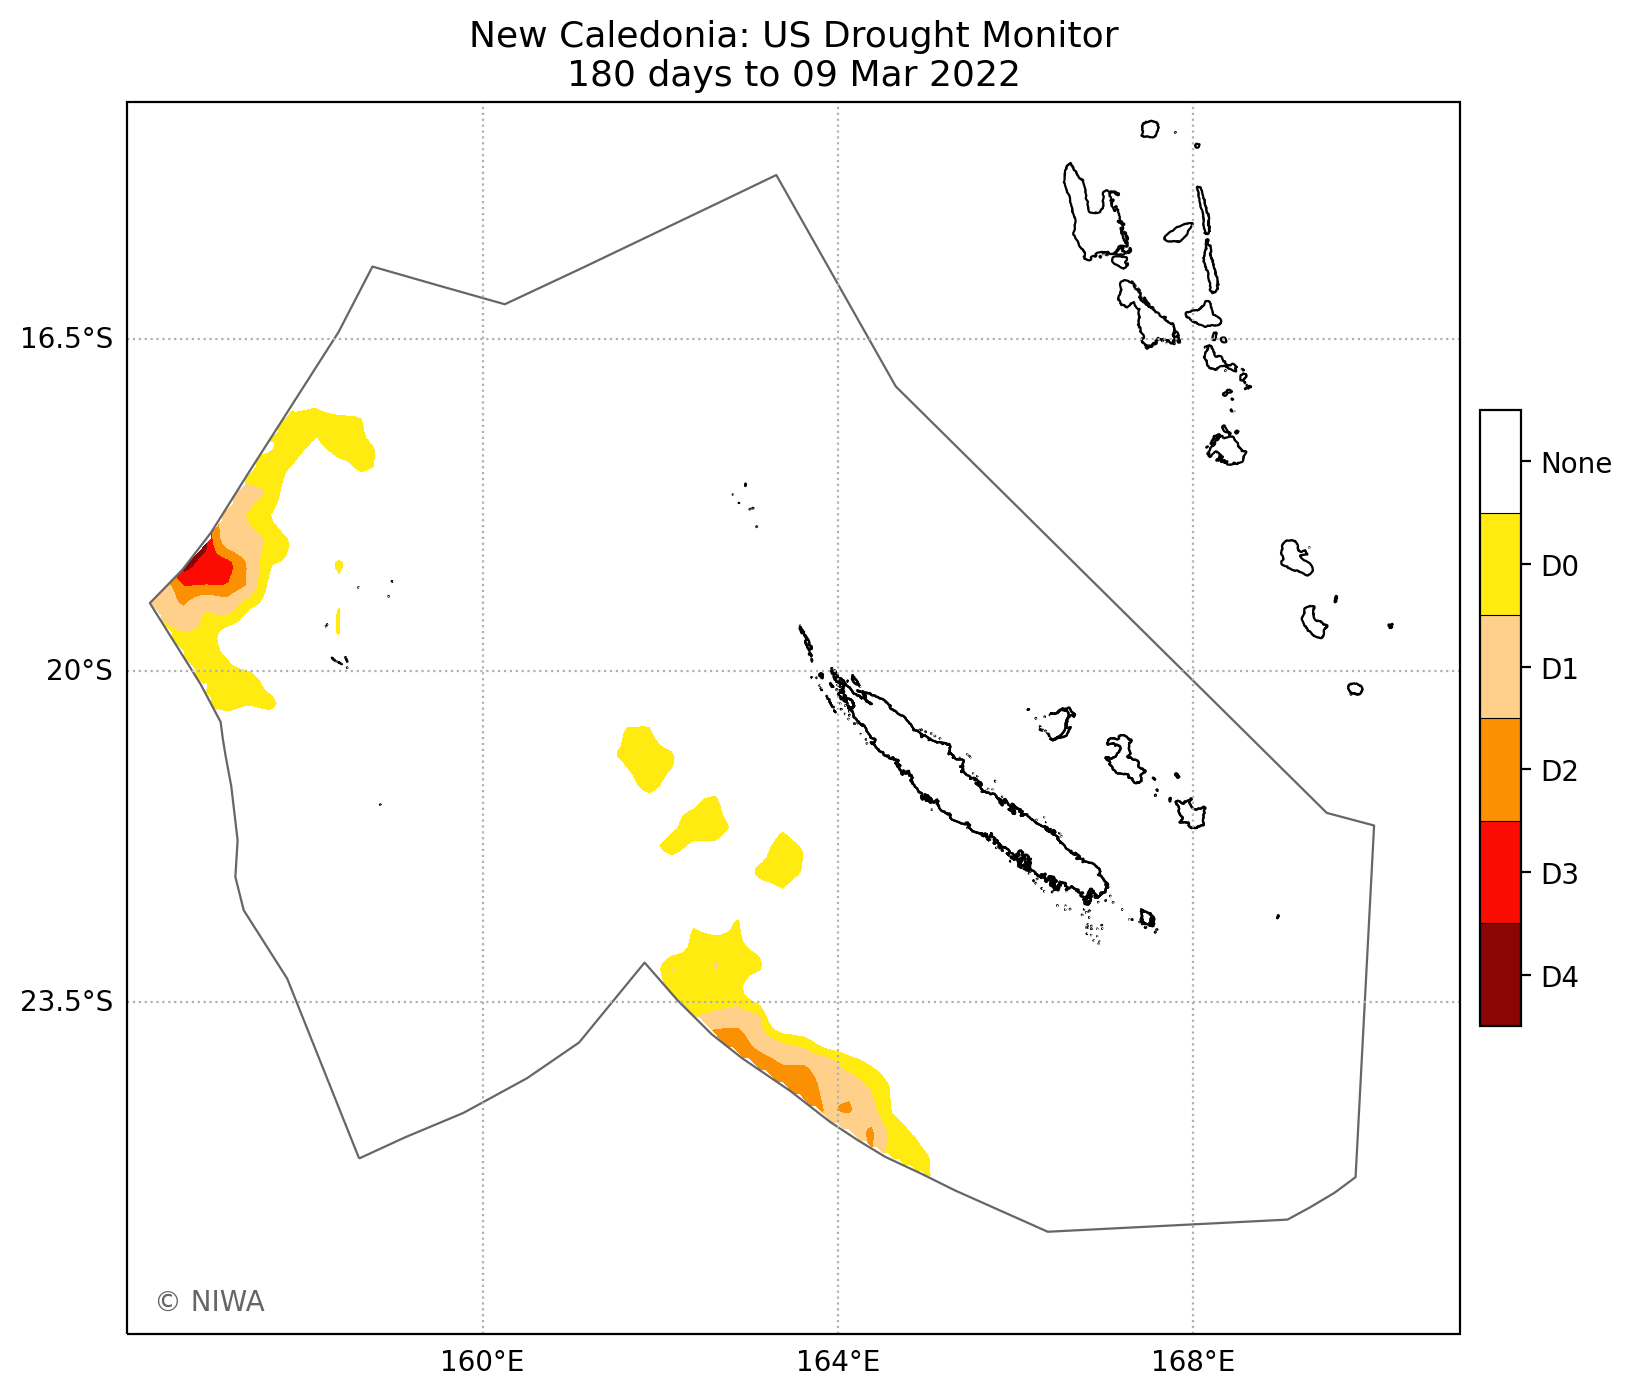 New Caledonia: US Drought Monitor
180 days to 09 Mar 2022
16.5°S
20°S
23.5°S
160°E
164°E
168°E
None
D0
D1
D2
D3
D4
© NIWA